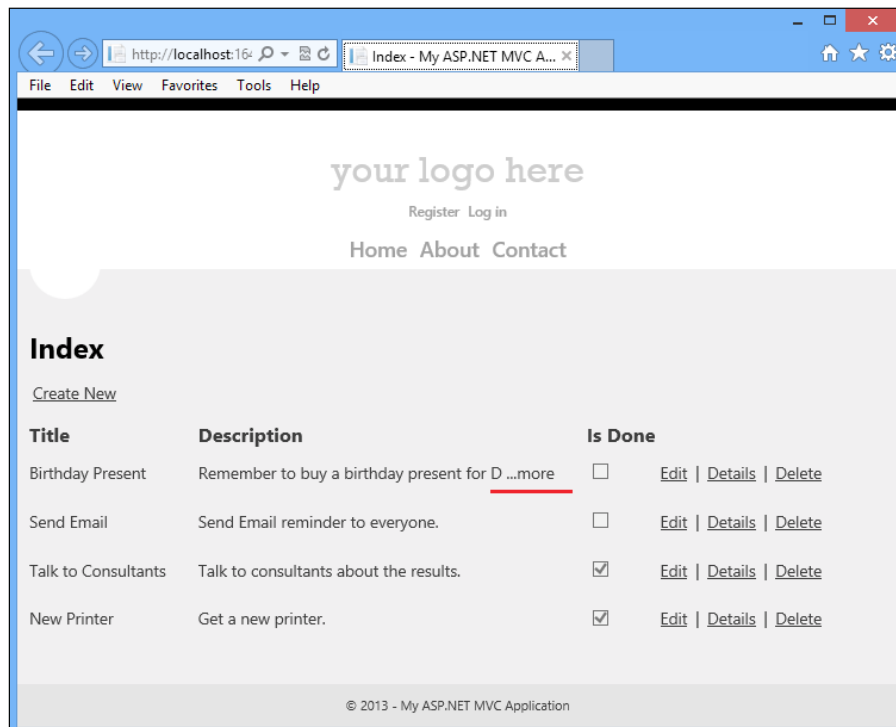 http://localhost:164
Index - My ASP.NET MVC A...
File Edit View Favorites Tools Help
your logo here
Register Log in
Home About Contact
Index
Create New
Title Description Is Done
Birthday Present Remember to buy a birthday present for D ...more Edit | Details | Delete
Send Email Send Email reminder to everyone. Edit | Details | Delete
Talk to Consultants Talk to consultants about the results. Edit | Details | Delete
New Printer Get a new printer. Edit | Details | Delete
© 2013 - My ASP.NET MVC Application